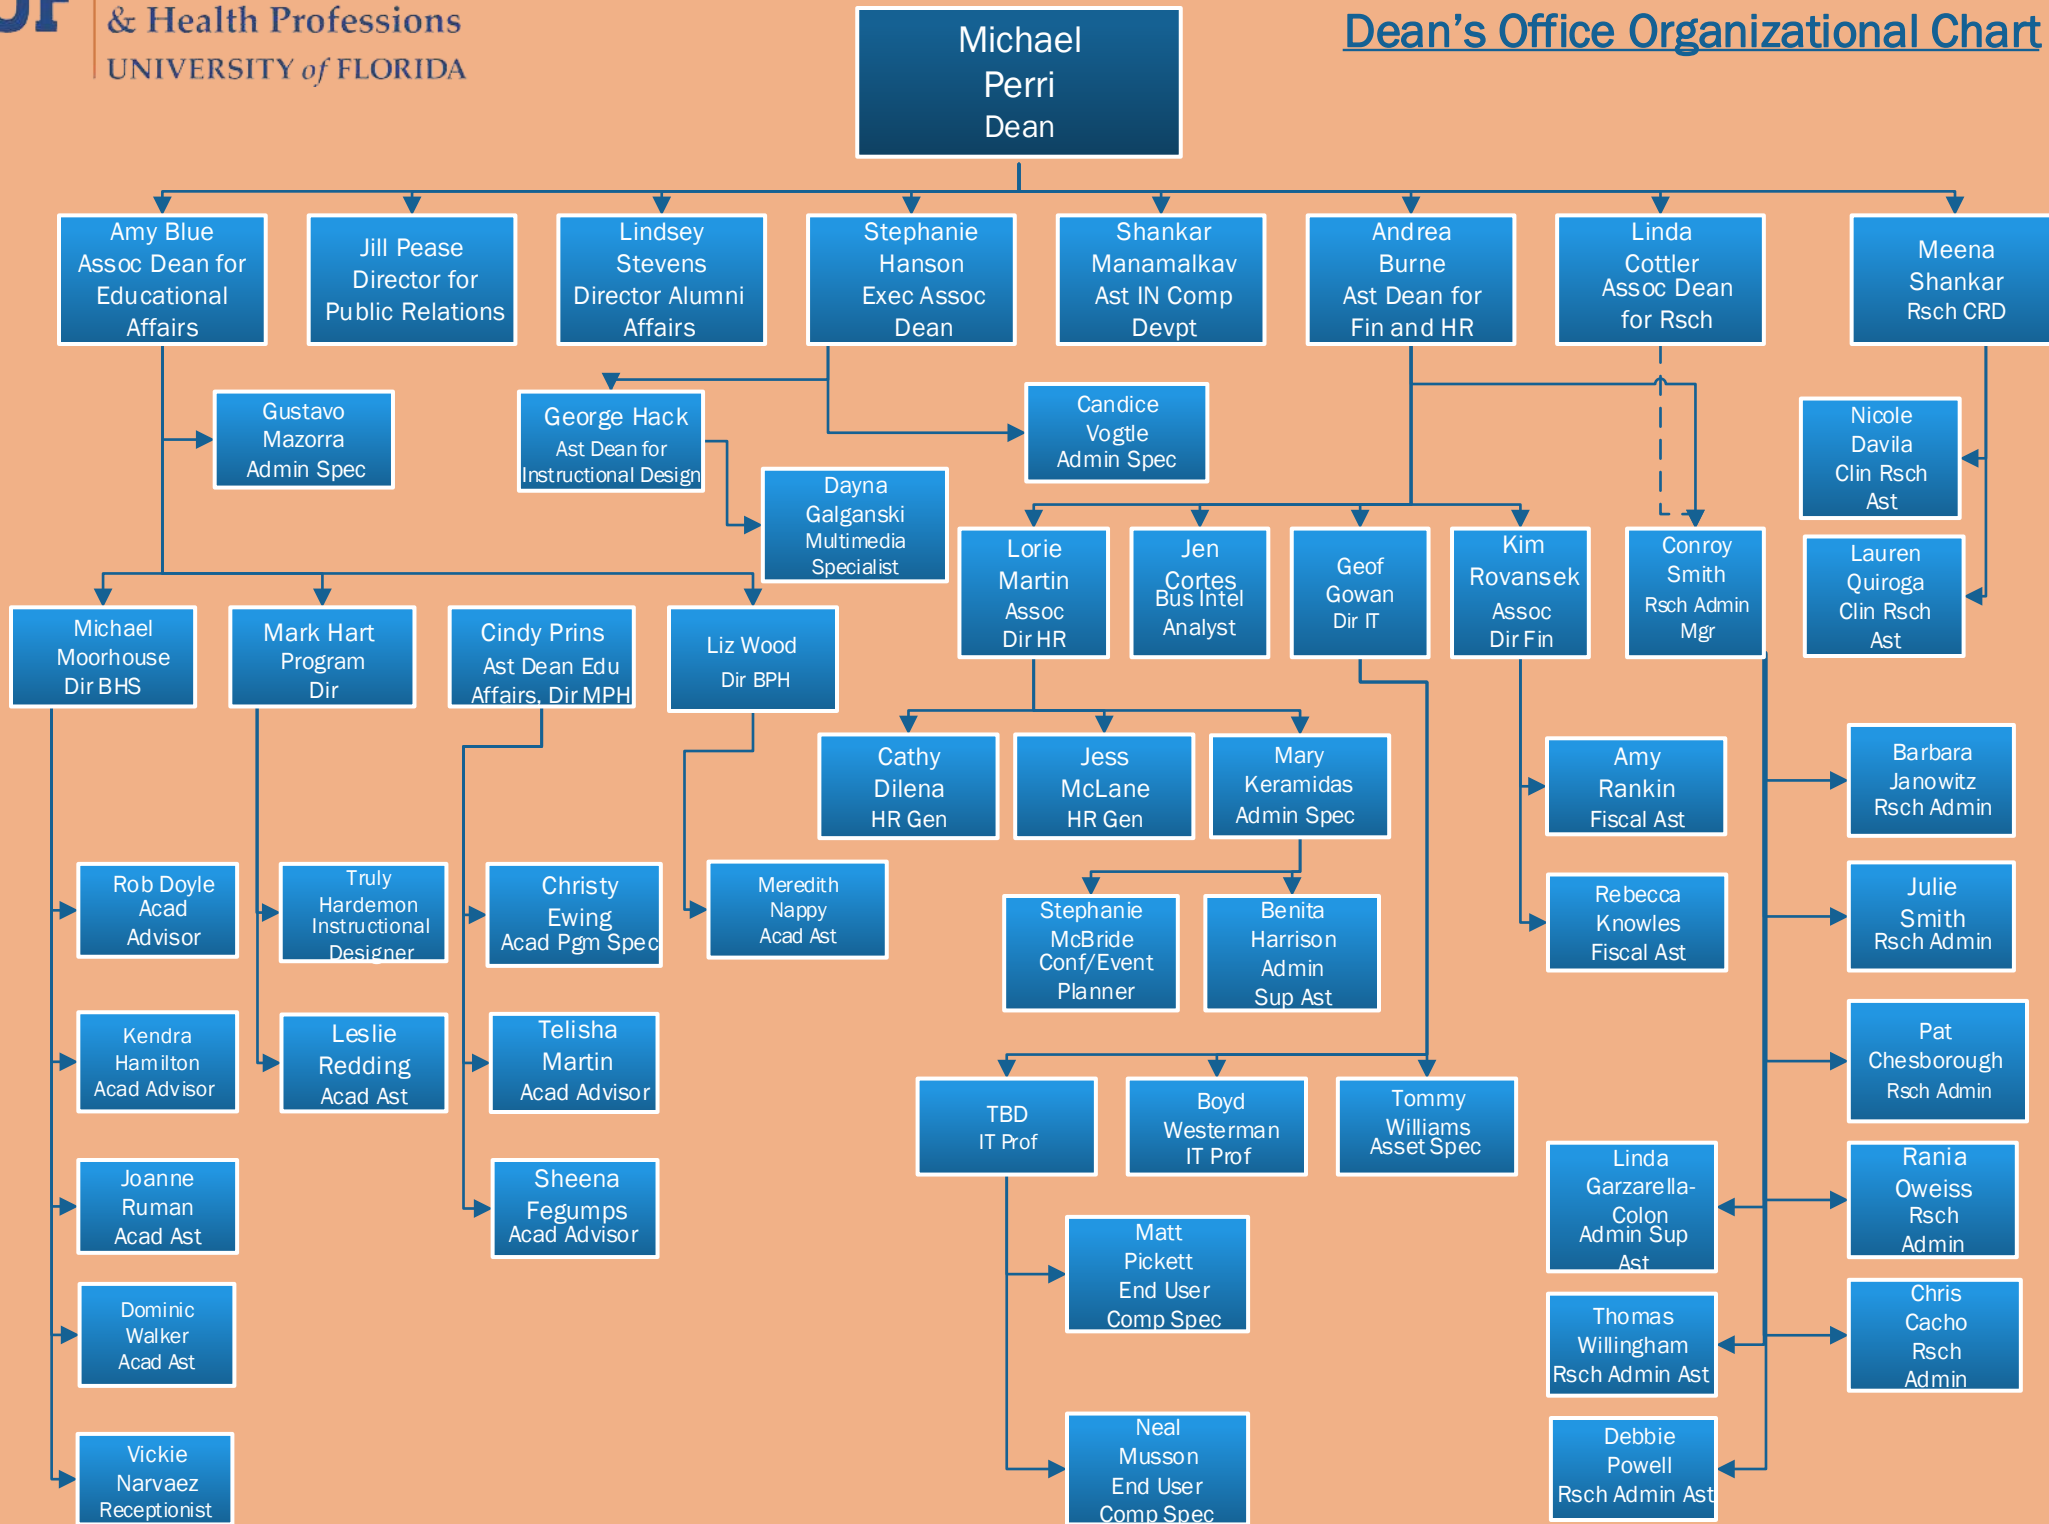 UF
& Health Professions
UNIVERSITY of FLORIDA
Dean's Office Organizational Chart
Michael
Perri
Dean
Amy Blue
Assoc Dean for
Educational
Affairs
Jill Pease
Director for
Public Relations
Lindsey
Stevens
Director Alumni
Affairs
Stephanie
Hanson
Exec Assoc
Dean
Shankar
Manamalkav
Ast IN Comp
Devpt
Andrea
Burne
Ast Dean for
Fin and HR
Linda
Cottler
Assoc Dean
for Rsch
Meena
Shankar
Rsch CRD
Gustavo
Mazorra
Admin Spec
George Hack
Ast Dean for
Instructional Design
Candice
Vogtle
Admin Spec
Nicole
Davila
Clin Rsch
Ast
Dayna
Galganski
Multimedia
Specialist
Lorie
Martin
Assoc
Dir HR
Jen
Cortes
Bus Intel
Analyst
Geof
Gowan
Dir IT
Kim
Rovansek
Assoc
Dir Fin
Conroy
Smith
Rsch Admin
Mgr
Lauren
Quiroga
Clin Rsch
Ast
Michael
Moorhouse
Dir BHS
Mark Hart
Program
Dir
Cindy Prins
Ast Dean Edu
Affairs, Dir MPH
Liz Wood
Dir BPH
Cathy
Dilena
HR Gen
Jess
McLane
HR Gen
Mary
Keramidas
Admin Spec
Amy
Rankin
Fiscal Ast
Barbara
Janowitz
Rsch Admin
Rob Doyle
Acad
Advisor
Truly
Hardemon
Instructional
Designer
Christy
Ewing
Acad Pgm Spec
Meredith
Nappy
Acad Ast
Stephanie
McBride
Conf/Event
Planner
Benita
Harrison
Admin
Sup Ast
Rebecca
Knowles
Fiscal Ast
Julie
Smith
Rsch Admin
Kendra
Hamilton
Acad Advisor
Leslie
Redding
Acad Ast
Telisha
Martin
Acad Advisor
TBD
IT Prof
Boyd
Westerman
IT Prof
Tommy
Williams
Asset Spec
Pat
Chesborough
Rsch Admin
Joanne
Ruman
Acad Ast
Sheena
Fegumps
Acad Advisor
Linda
Garzarella-
Colon
Admin Sup
Ast
Rania
Oweiss
Rsch
Admin
Matt
Pickett
End User
Comp Spec
Dominic
Walker
Acad Ast
Thomas
Willingham
Rsch Admin Ast
Chris
Cacho
Rsch
Admin
Vickie
Narvaez
Receptionist
Neal
Musson
End User
Comp Spec
Debbie
Powell
Rsch Admin Ast